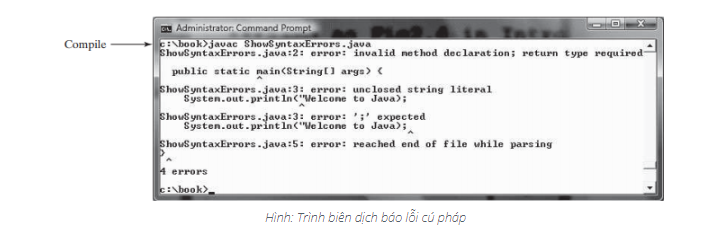 Administrator: Command Prompt
Compile
c:\book>javac ShowSyntaxErrors.java
ShowSyntaxErrors.java:2: error: invalid method declaration; return type required
public static main(String[] args) {
^
ShowSyntaxErrors.java:3: error: unclosed string literal
System.out.println("Welcome to Java);
^
ShowSyntaxErrors.java:3: error: ';' expected
System.out.println("Welcome to Java);
^
ShowSyntaxErrors.java:5: error: reached end of file while parsing
}
^
4 errors
c:\book>_
Hình: Trình biên dịch báo lỗi cú pháp